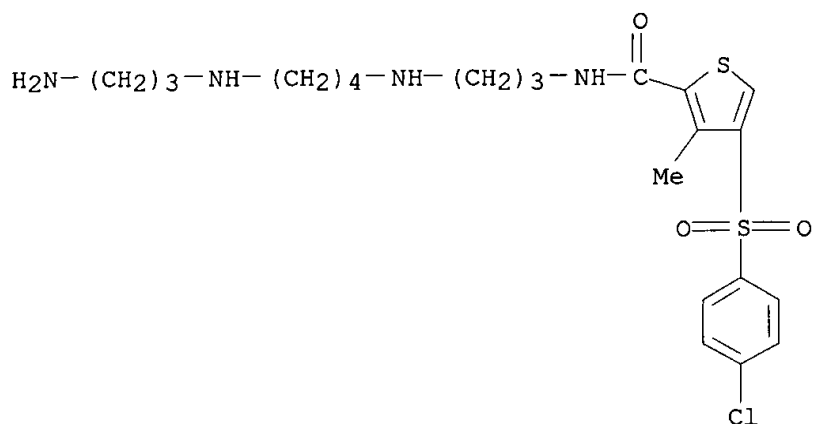 O
H2N-(CH2)3-NH-(CH2)4-NH-(CH2)3-NH-C
S
Me
O=S=O
Cl